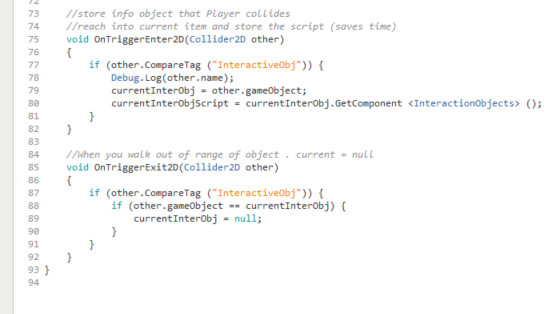 72
73 //store info object that Player collides
74 //reach into current item and store the script (saves time)
75 void OnTriggerEnter2D(Collider2D other)
76 {
77 if (other.CompareTag ("InteractiveObj")) {
78 Debug.Log(other.name);
79 currentInterObj = other.gameObject;
80 currentInterObjScript = currentInterObj.GetComponent <InteractionObjects> ();
81 }
82 }
83
84 //When you walk out of range of object . current = null
85 void OnTriggerExit2D(Collider2D other)
86 {
87 if (other.CompareTag ("InteractiveObj")) {
88 if (other.gameObject == currentInterObj) {
89 currentInterObj = null;
90 }
91 }
92 }
93 }
94